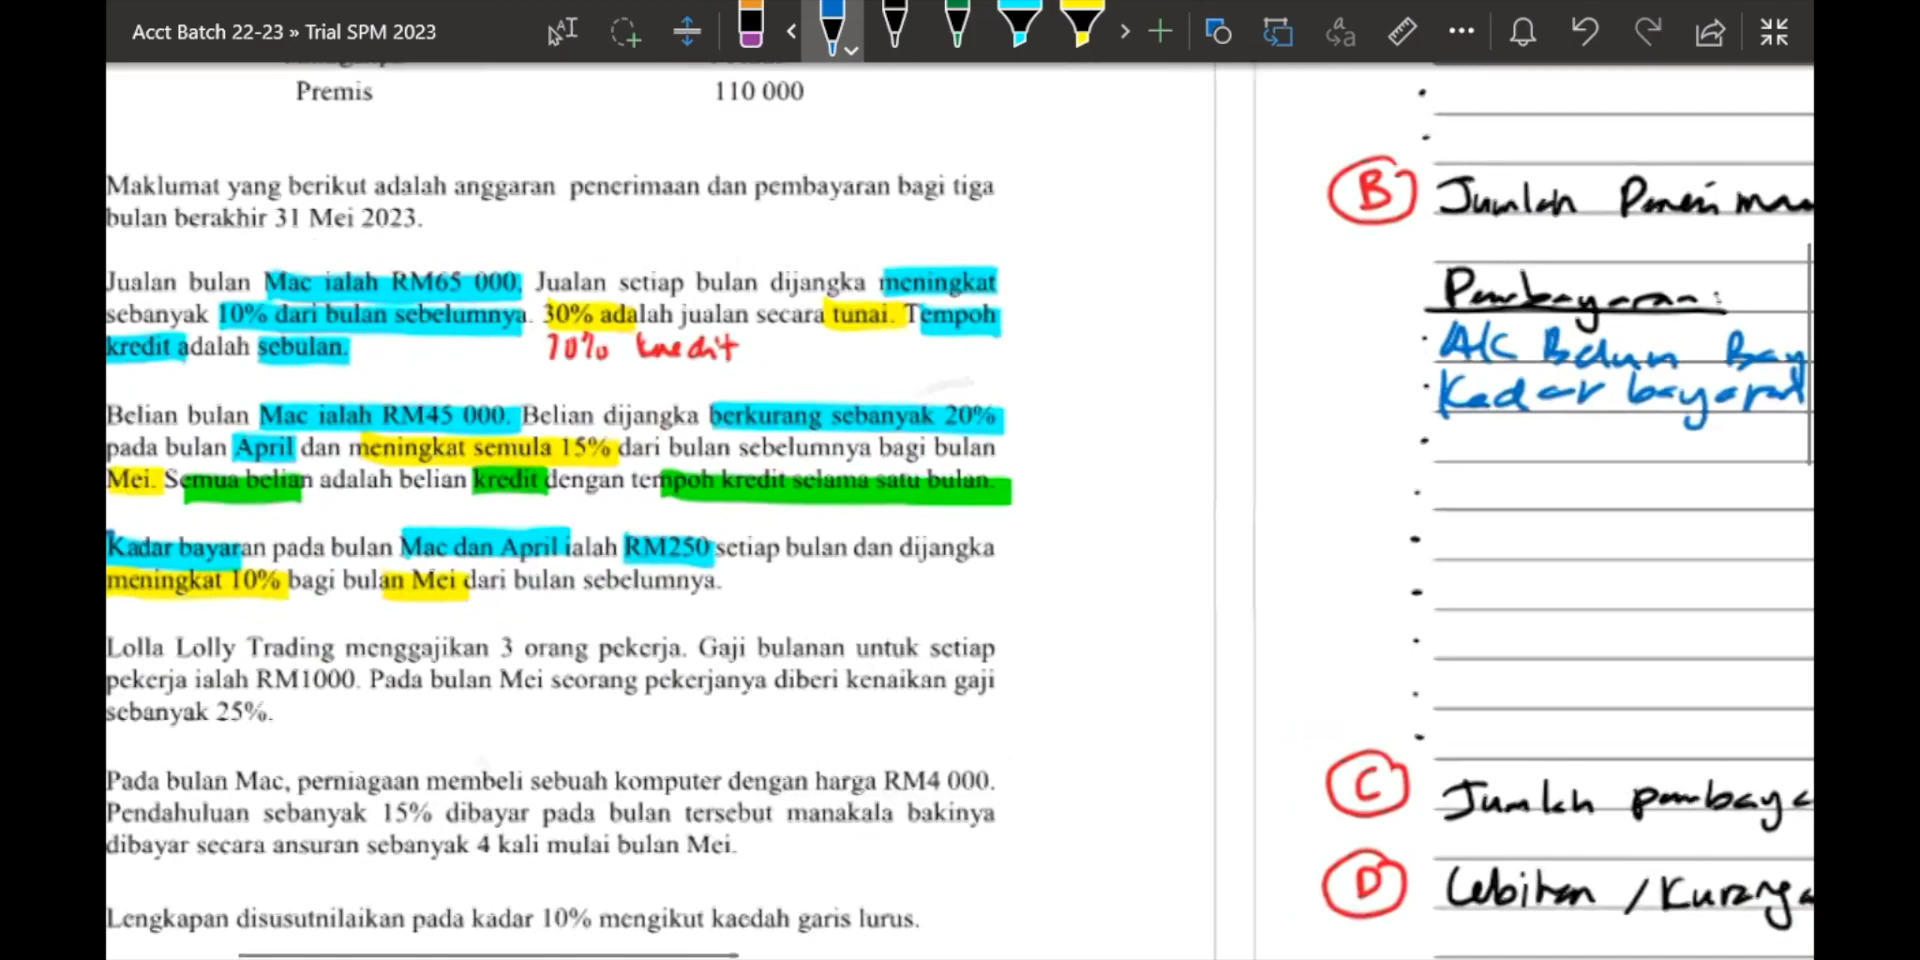 Acct Batch 22-23 » Trial SPM 2023
Premis 110 000
Maklumat yang berikut adalah anggaran penerimaan dan pembayaran bagi tiga
bulan berakhir 31 Mei 2023.
Jualan bulan Mac ialah RM65 000. Jualan setiap bulan dijangka meningkat
sebanyak 10% dari bulan sebelumnya. 30% adalah jualan secara tunai. Tempoh
kredit adalah sebulan.
70% kredit
Belian bulan Mac ialah RM45 000. Belian dijangka berkurang sebanyak 20%
pada bulan April dan meningkat semula 15% dari bulan sebelumnya bagi bulan
Mei. Semua belian adalah belian kredit dengan tempoh kredit selama satu bulan.
Kadar bayaran pada bulan Mac dan April ialah RM250 setiap bulan dan dijangka
meningkat 10% bagi bulan Mei dari bulan sebelumnya.
Lolla Lolly Trading menggajikan 3 orang pekerja. Gaji bulanan untuk setiap
pekerja ialah RM1000. Pada bulan Mei seorang pekerjanya diberi kenaikan gaji
sebanyak 25%.
Pada bulan Mac, perniagaan membeli sebuah komputer dengan harga RM4 000.
Pendahuluan sebanyak 15% dibayar pada bulan tersebut manakala bakinya
dibayar secara ansuran sebanyak 4 kali mulai bulan Mei.
Lengkapan disusutnilaikan pada kadar 10% mengikut kaedah garis lurus.
B Jumlah Penerimaa
Pembayaran:
Ak Belum Bay
Kadar bayaran
C Jumlah pembaya
D Lebihan / Kuranga